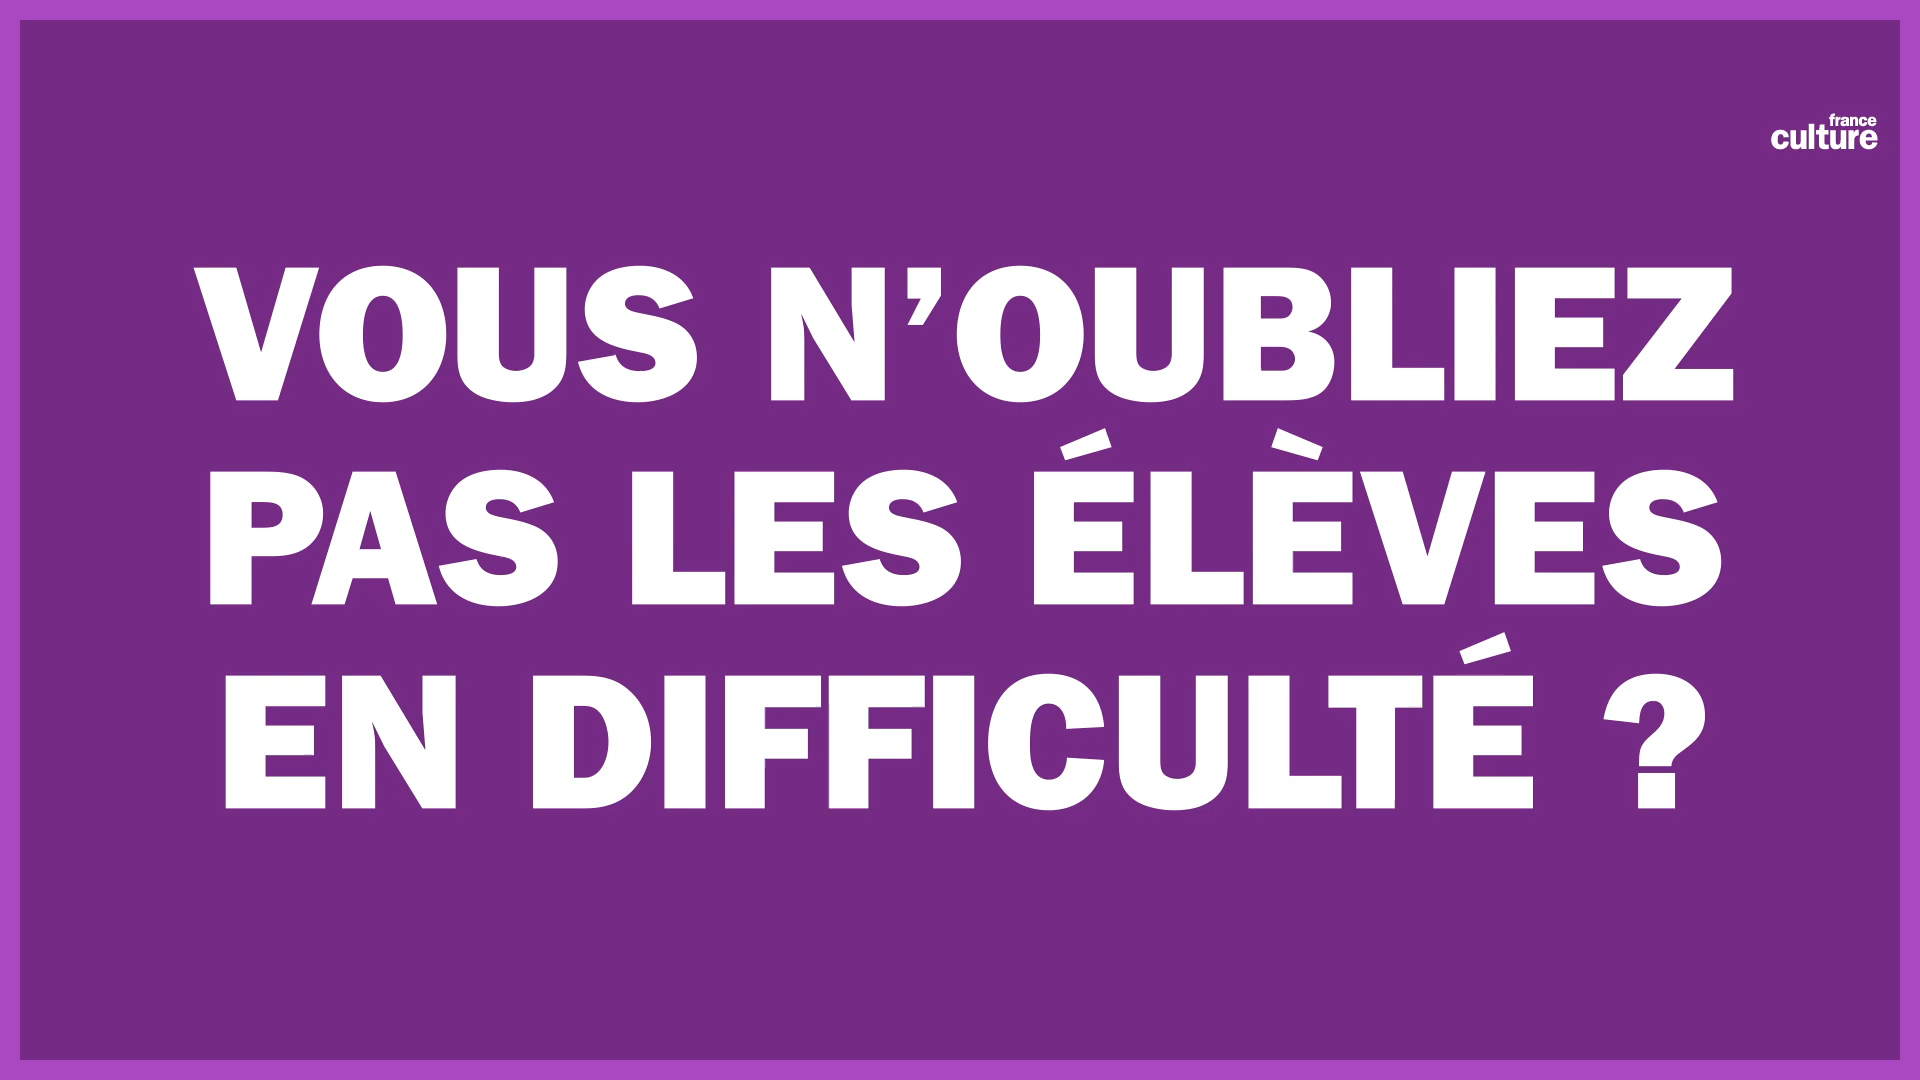 france
culture
VOUS N’OUBLIEZ
PAS LES ÉLÈVES
EN DIFFICULTÉ ?